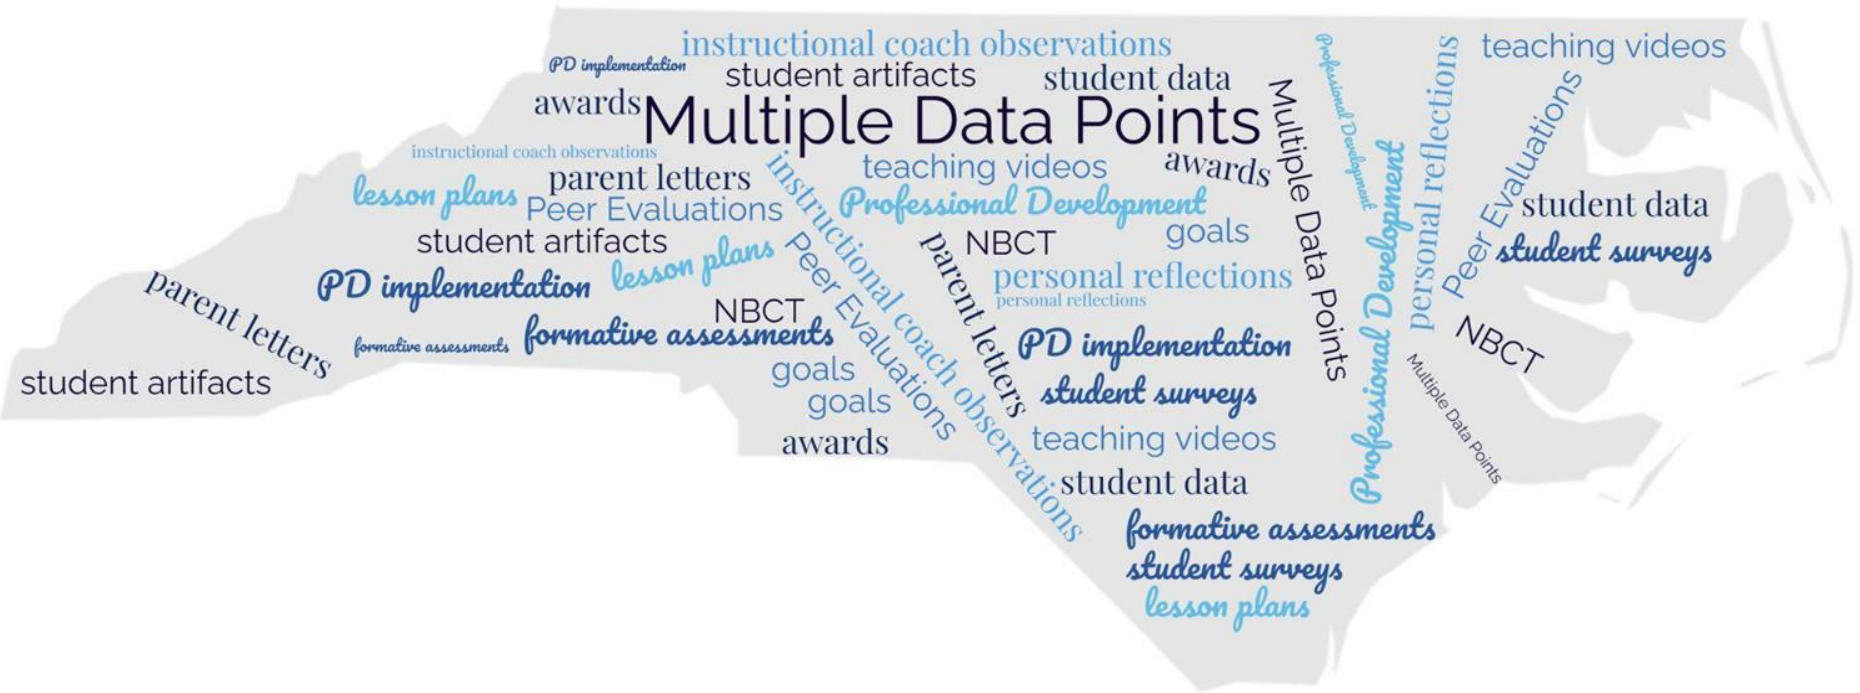 instructional coach observations
teaching videos
PD implementation
student artifacts
student data
awards
Multiple Data Points
Multiple Data Points
Professional Development
personal reflections
Peer Evaluations
instructional coach observations
instructional coach observations
teaching videos
awards
lesson plans
parent letters
Peer Evaluations
Professional Development
Professional Development
student data
student artifacts
lesson plans
Peer Evaluations
parent letters
NBCT
goals
student surveys
parent letters
PD implementation
personal reflections
personal reflections
NBCT
formative assessments
formative assessments
PD implementation
NBCT
student artifacts
goals
goals
student surveys
Multiple Data Points
awards
teaching videos
student data
formative assessments
student surveys
lesson plans